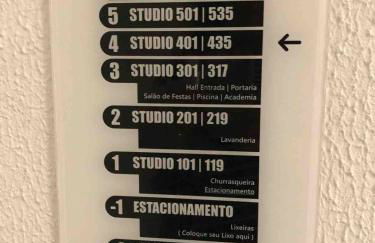 5 STUDIO 501 | 535
4 STUDIO 401 | 435 ←
3 STUDIO 301 | 317
Hall Entrada | Portaria
Salão de Festas | Piscina | Academia
2 STUDIO 201 | 219
Lavanderia
1 STUDIO 101 | 119
Churrasqueira
Estacionamento
-1 ESTACIONAMENTO
Lixeiras
( Coloque seu Lixo aqui )